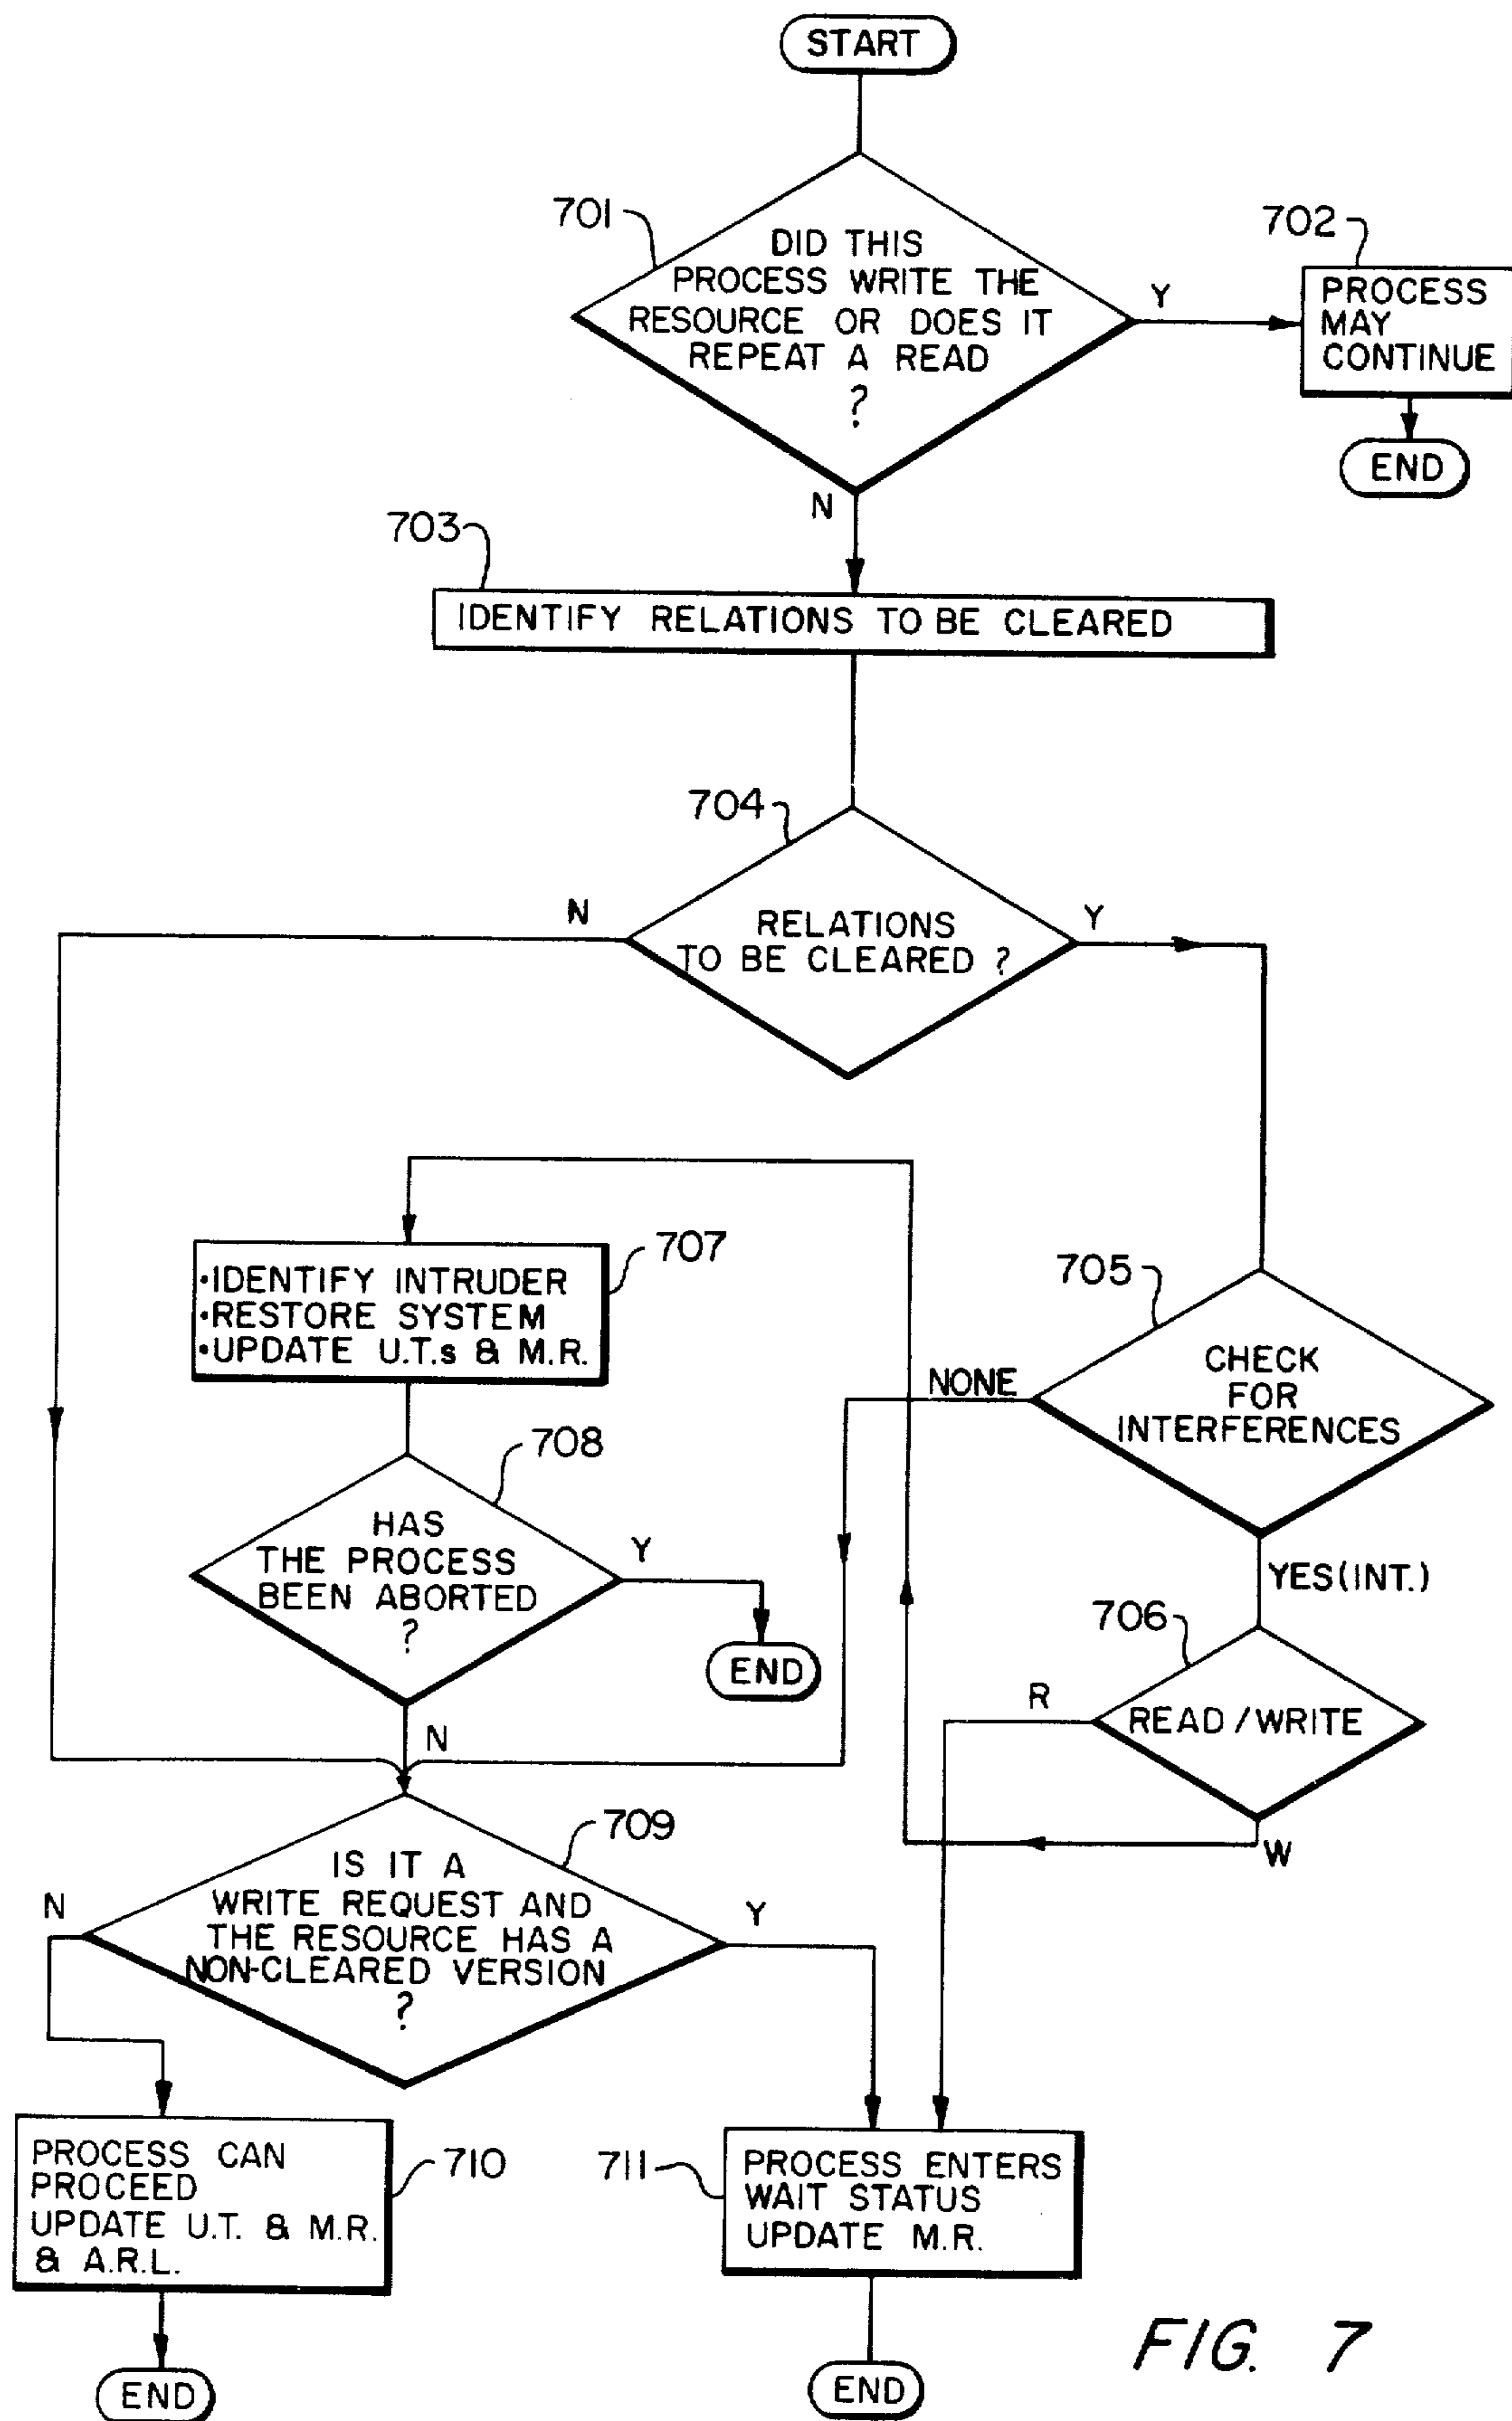 START
701
DID THIS
PROCESS WRITE THE
RESOURCE OR DOES IT
REPEAT A READ
?
Y
702
PROCESS
MAY
CONTINUE
END
N
703
IDENTIFY RELATIONS TO BE CLEARED
704
N
RELATIONS
TO BE CLEARED ?
Y
707
•IDENTIFY INTRUDER
•RESTORE SYSTEM
•UPDATE U.T.s & M.R.
705
CHECK
FOR
INTERFERENCES
NONE
YES(INT.)
708
HAS
THE PROCESS
BEEN ABORTED
?
Y
END
N
706
R
READ/WRITE
W
709
IS IT A
WRITE REQUEST AND
THE RESOURCE HAS A
NON-CLEARED VERSION
?
N
Y
PROCESS CAN
PROCEED
UPDATE U.T. & M.R.
& A.R.L.
710
END
711
PROCESS ENTERS
WAIT STATUS
UPDATE M.R.
END
FIG. 7